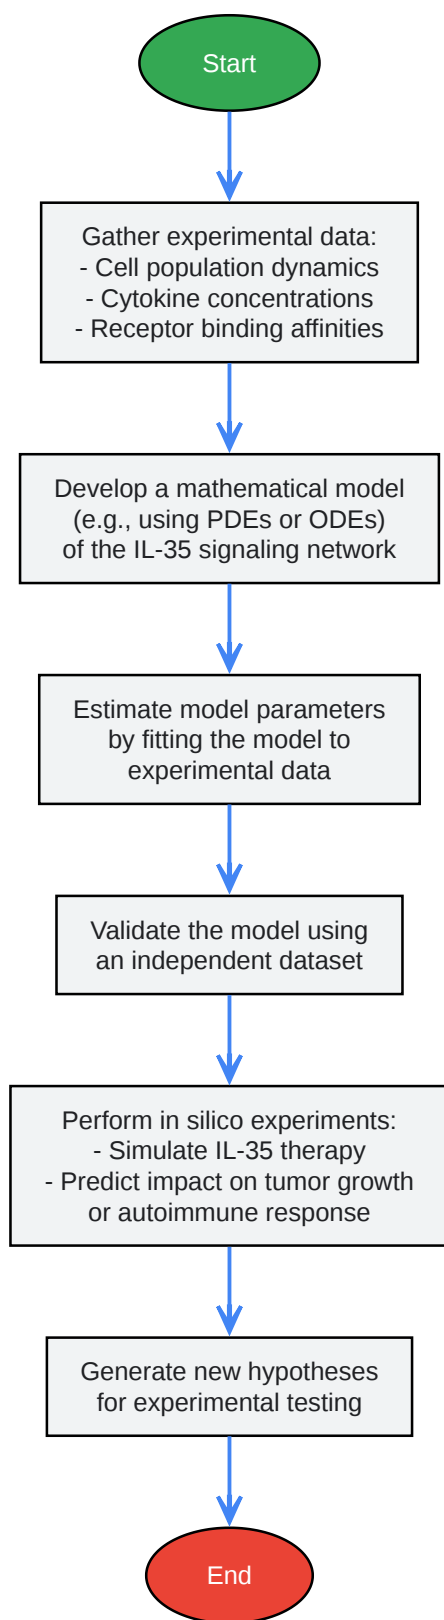 Start
Gather experimental data:
- Cell population dynamics
- Cytokine concentrations
- Receptor binding affinities
Develop a mathematical model
(e.g., using PDEs or ODEs)
of the IL-35 signaling network
Estimate model parameters
by fitting the model to
experimental data
Validate the model using
an independent dataset
Perform in silico experiments:
- Simulate IL-35 therapy
- Predict impact on tumor growth
or autoimmune response
Generate new hypotheses
for experimental testing
End